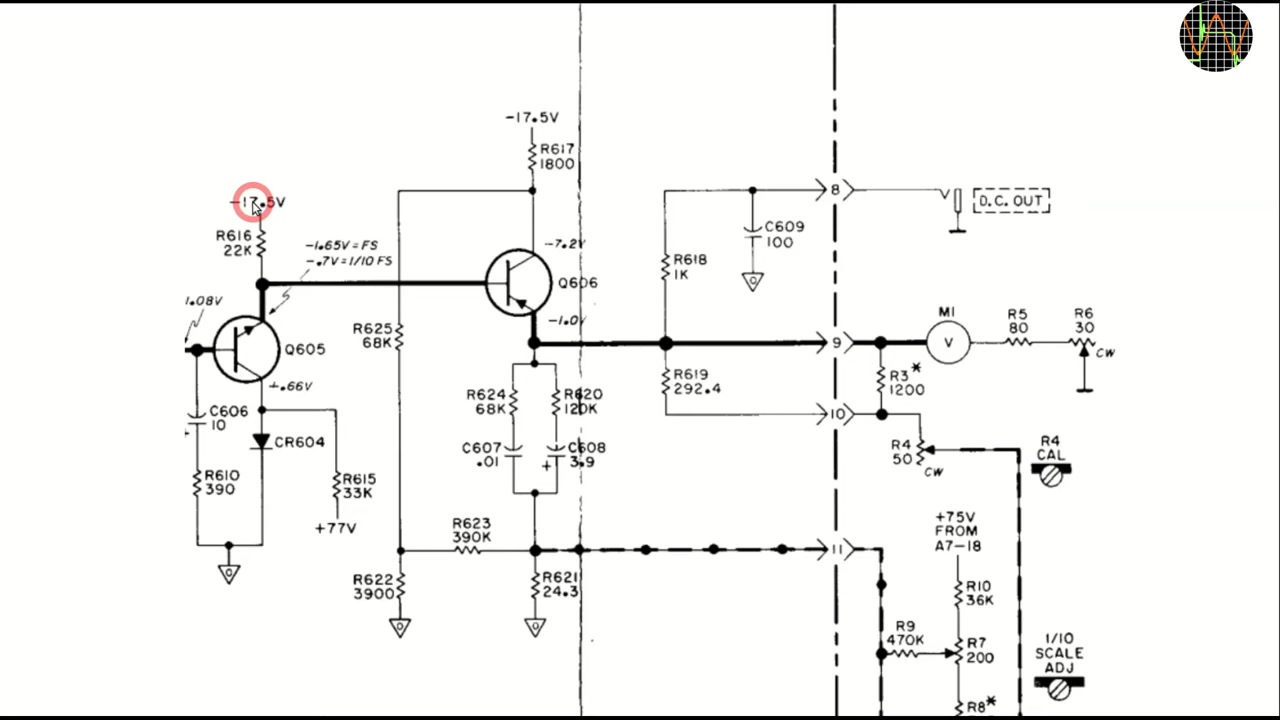 -17.5V
R617
1800
-17.5V
R616
22K
-1.65V=FS
-.7V=1/10 FS
-7.2V
Q606
-1.0V
1.08V
Q605
+.66V
R625
68K
C606
10
+
CR604
R610
390
R615
33K
+77V
R624
68K
R620
120K
C607
.01
C608
+ 3.9
R623
390K
R622
3900
R621
24.3
R618
1K
C609
100
R619
292.4
8
9
10
11
D.C. OUT
M1
V
R5
80
R6
30
CW
R3*
1200
R4
50
CW
R4
CAL
+75V
FROM
A7-18
R10
36K
R9
470K
R7
200
R8*
1/10
SCALE
ADJ